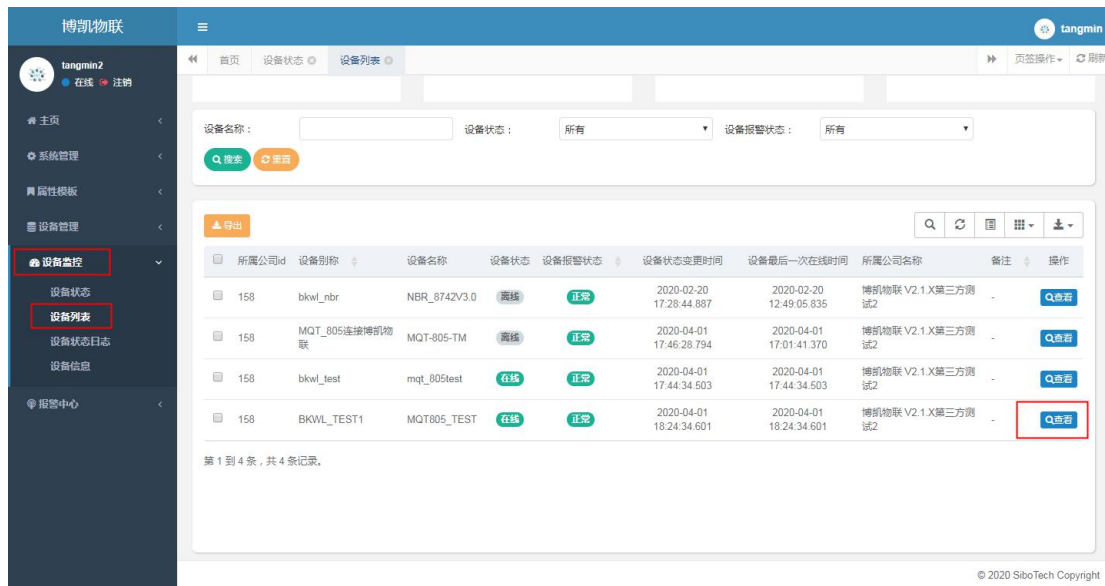 博凯物联
tangmin
tangmin2
在线 注销
首页 设备状态 设备列表 页签操作 刷新
主页
系统管理
属性模板
设备管理
设备监控
设备状态
设备列表
设备状态日志
设备信息
报警中心
设备名称： 设备状态： 所有 设备报警状态： 所有
搜索 重置
导出
所属公司id 设备别称 设备名称 设备状态 设备报警状态 设备状态变更时间 设备最后一次在线时间 所属公司名称 备注 操作
158 bkwl_nbr NBR_8742V3.0 离线 正常 2020-02-20 17:28:44.887 2020-02-20 12:49:05.835 博凯物联 V2.1.X第三方测试2 - 查看
158 MQT_805连接博凯物联 MQT-805-TM 离线 正常 2020-04-01 17:46:28.794 2020-04-01 17:01:41.370 博凯物联 V2.1.X第三方测试2 - 查看
158 bkwl_test mqt_805test 在线 正常 2020-04-01 17:44:34.503 2020-04-01 17:44:34.503 博凯物联 V2.1.X第三方测试2 - 查看
158 BKWL_TEST1 MQT805_TEST 在线 正常 2020-04-01 18:24:34.601 2020-04-01 18:24:34.601 博凯物联 V2.1.X第三方测试2 - 查看
第 1 到 4 条，共 4 条记录。
© 2020 SiboTech Copyright